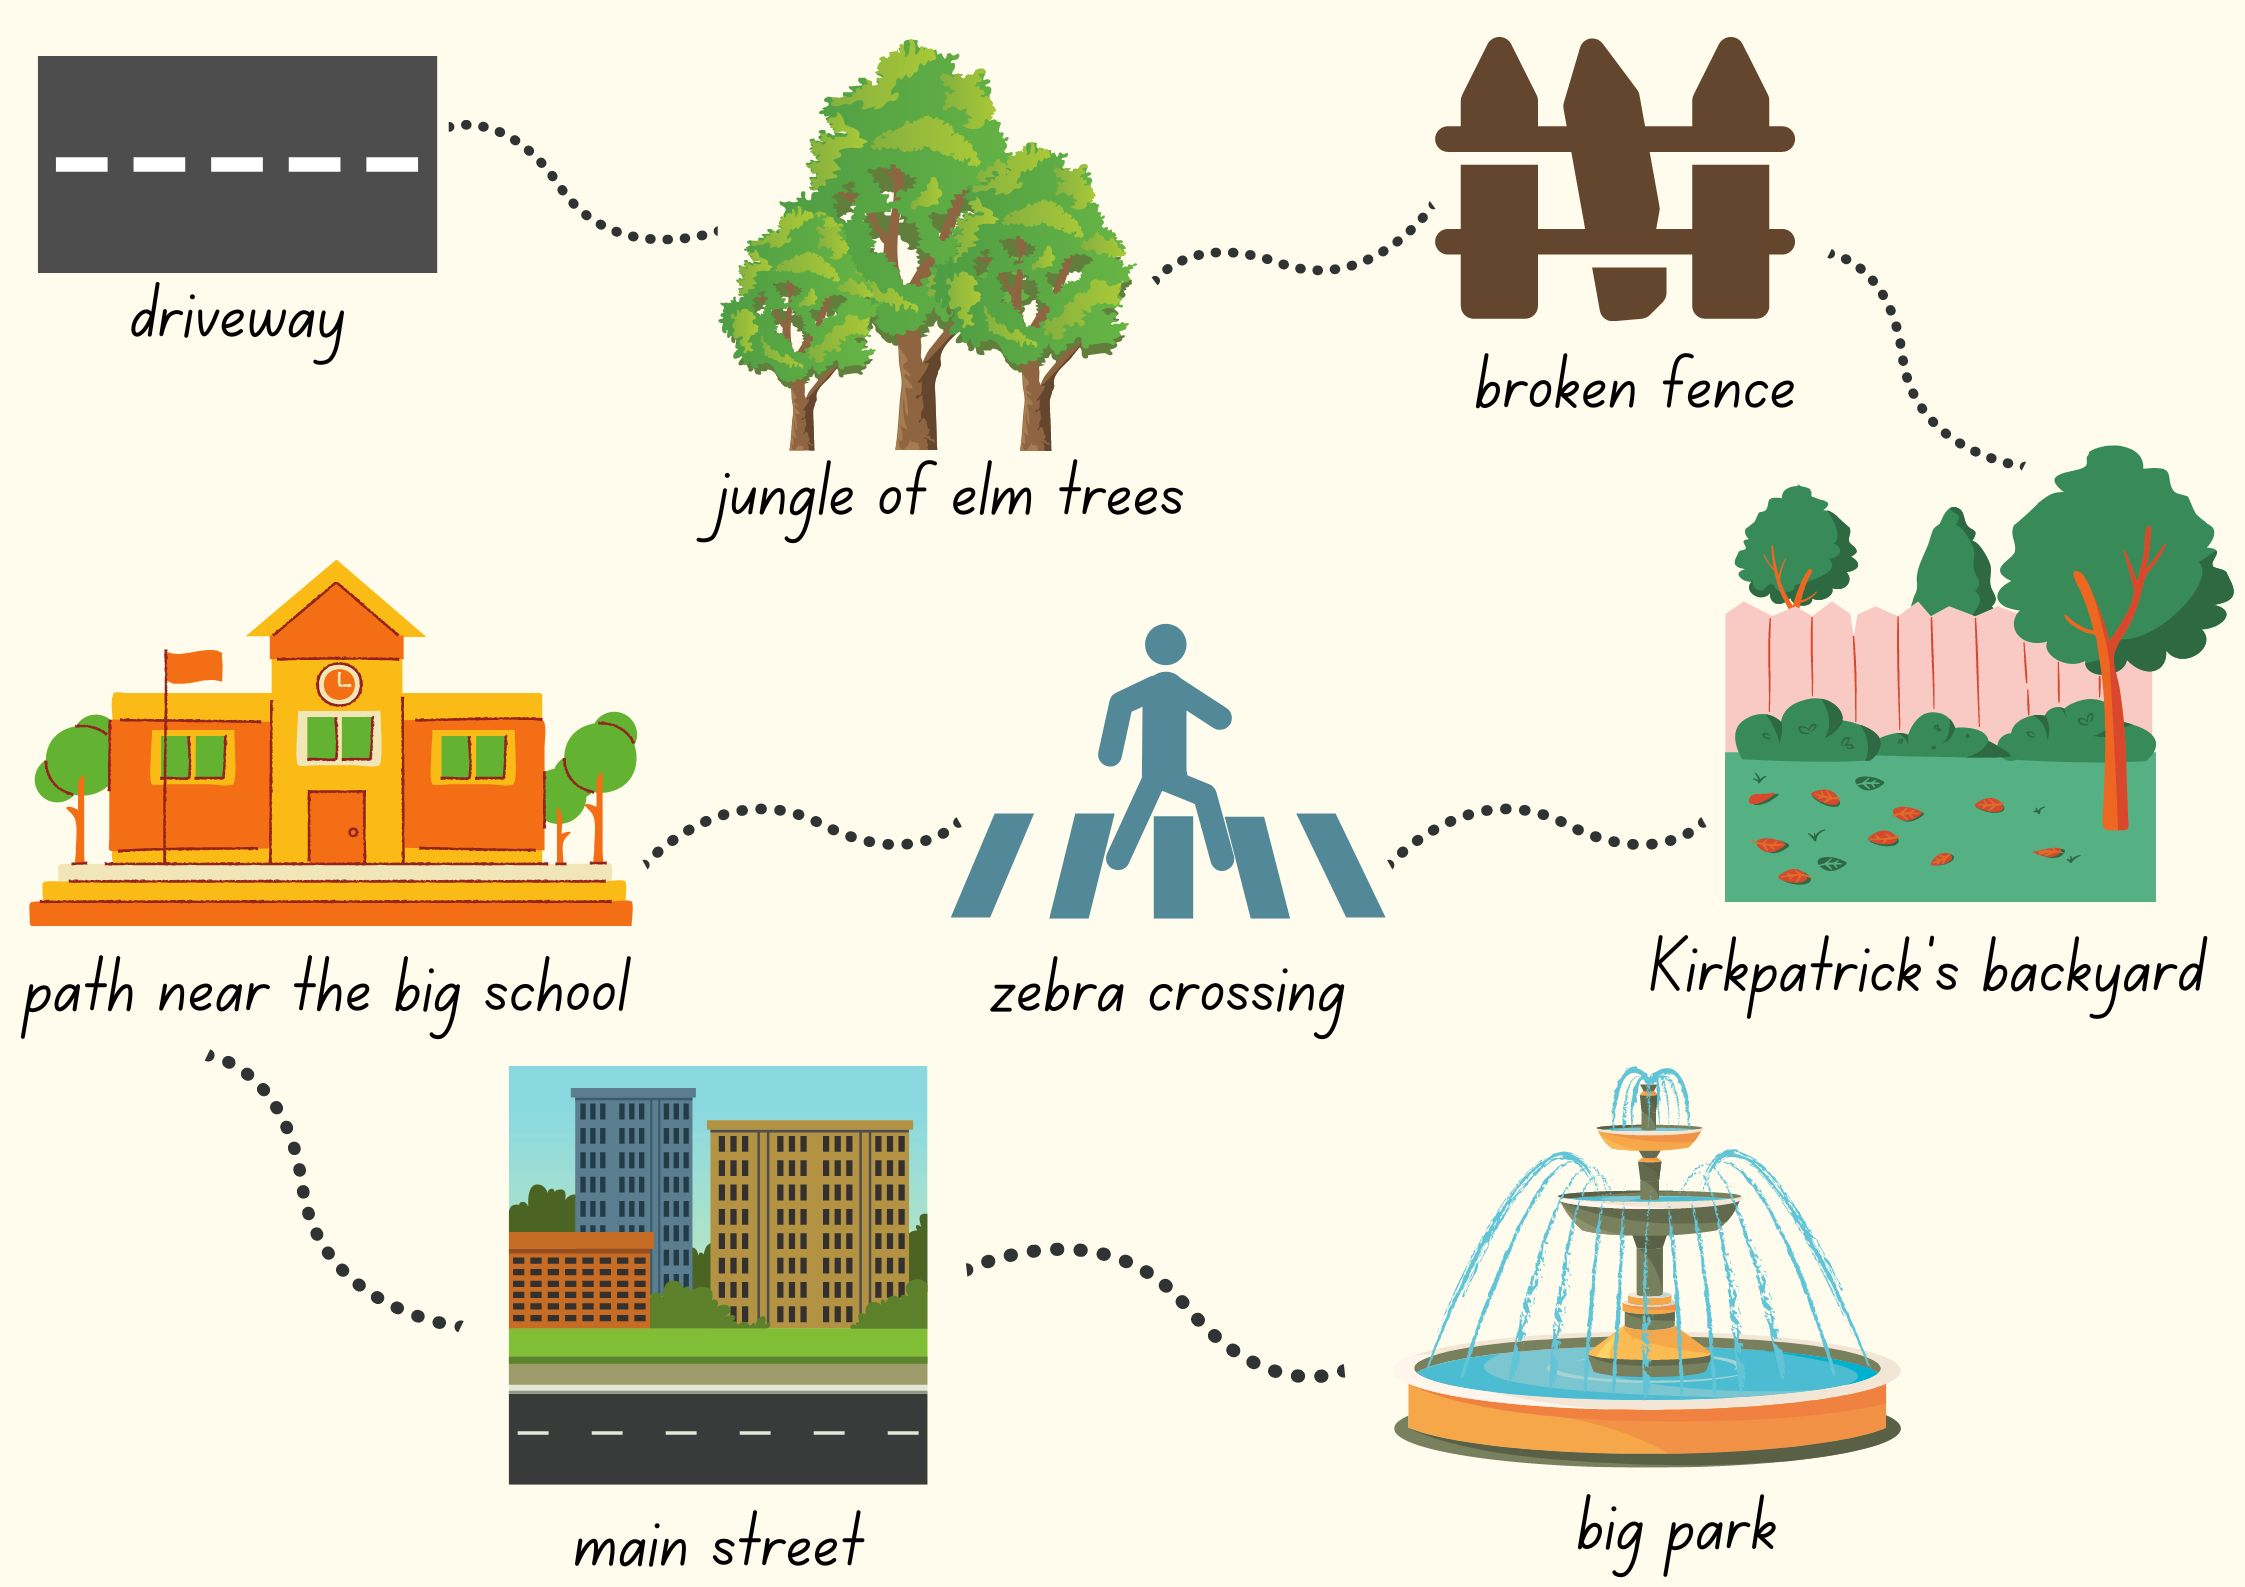 driveway
jungle of elm trees
broken fence
Kirkpatrick's backyard
zebra crossing
path near the big school
main street
big park